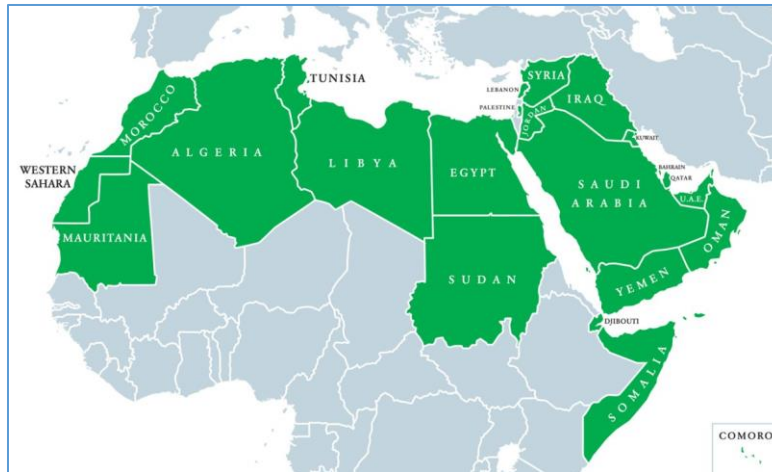 TUNISIA
MOROCCO
ALGERIA
LIBYA
EGYPT
WESTERN
SAHARA
MAURITANIA
SUDAN
LEBANON
PALESTINE
SYRIA
JORDAN
IRAQ
KUWAIT
BAHRAIN
QATAR
U.A.E.
SAUDI
ARABIA
OMAN
YEMEN
DJIBOUTI
SOMALIA
COMORO